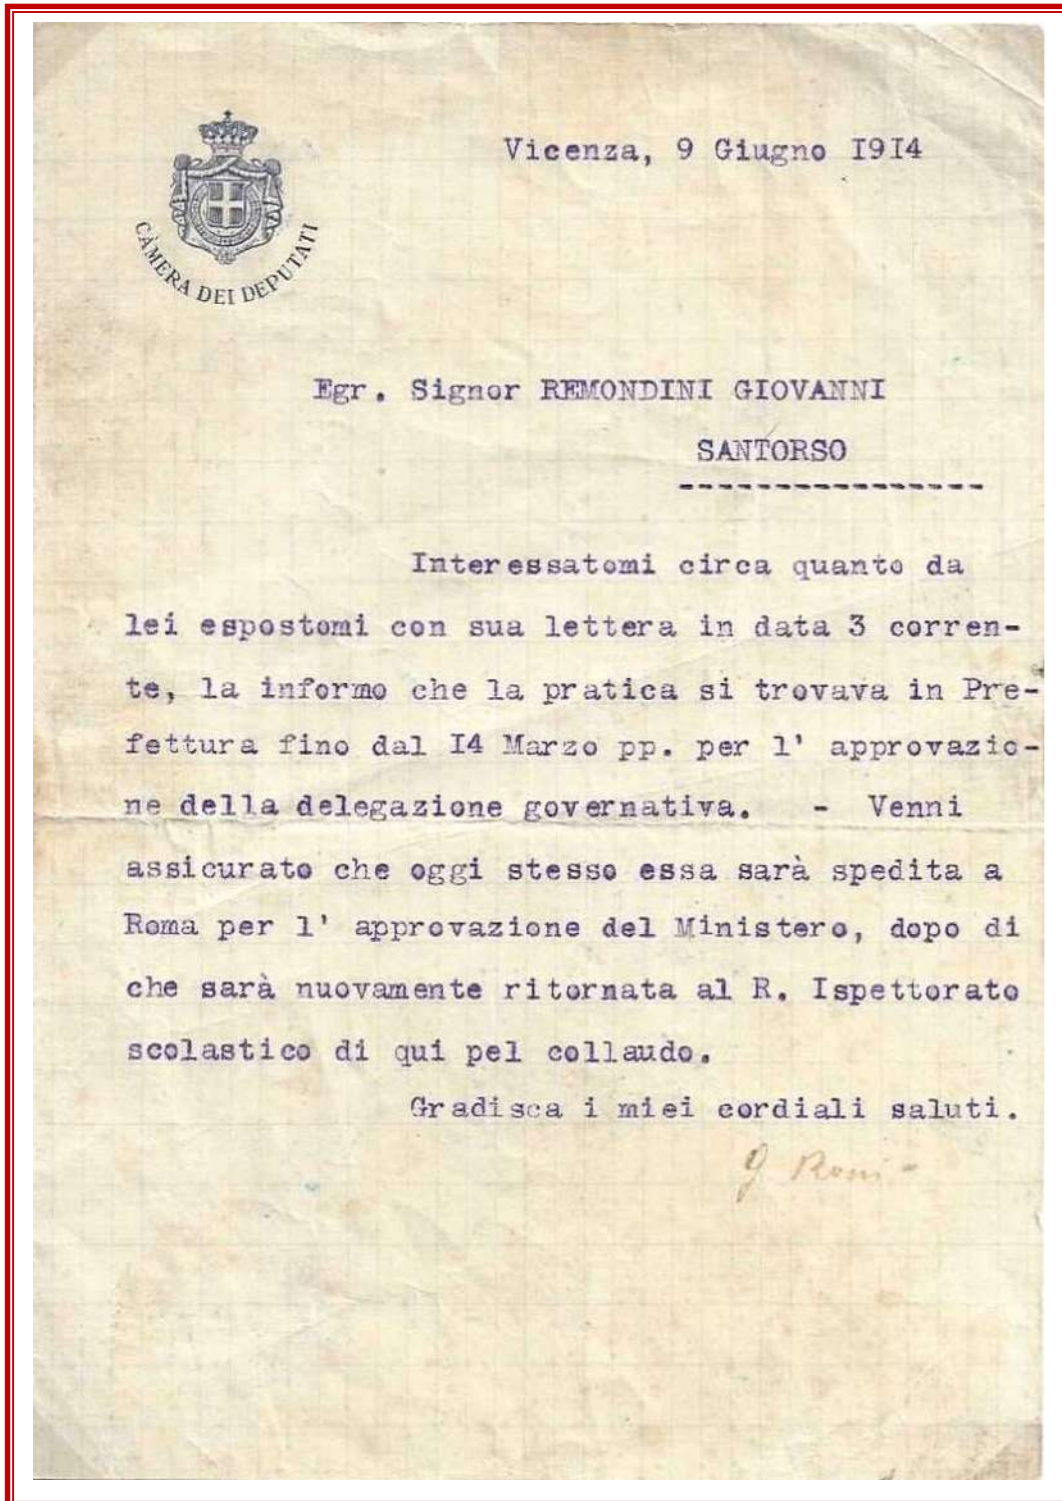 Vicenza, 9 Giugno I9I4
CÀMERA DEI DEPUTATI
Egr. Signor REMONDINI GIOVANNI
SANTORSO
----------------
Interessatomi circa quanto da
lei espostomi con sua lettera in data 3 corren-
te, la informo che la pratica si trovava in Pre-
fettura fino dal I4 Marzo pp. per l' approvazio-
ne della delegazione governativa. - Venni
assicurato che oggi stesso essa sarà spedita a
Roma per l' approvazione del Ministero, dopo di
che sarà nuovamente ritornata al R. Ispettorato
scolastico di qui pel collaudo.
Gradisca i miei cordiali saluti.